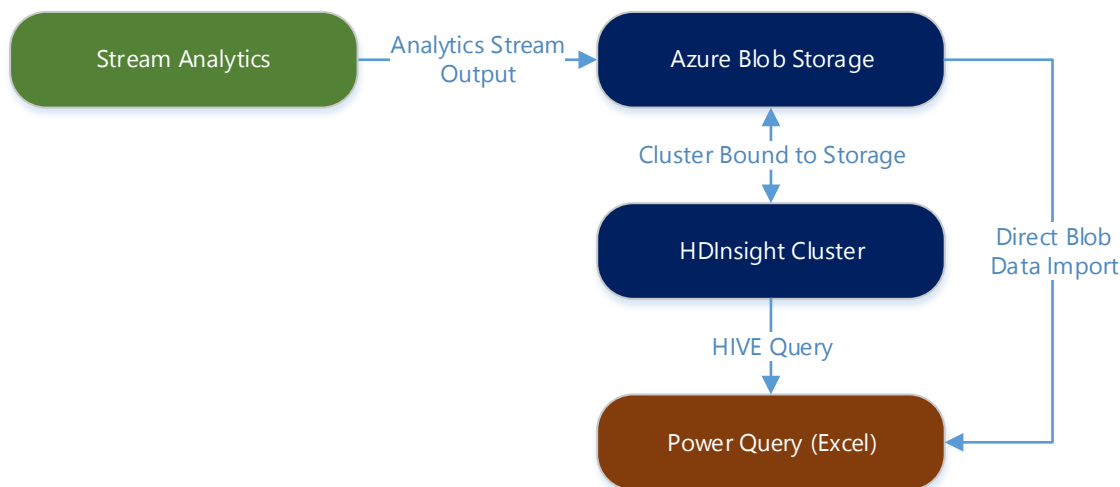 Stream Analytics
Analytics Stream
Output
Azure Blob Storage
Cluster Bound to Storage
HDInsight Cluster
Direct Blob
Data Import
HIVE Query
Power Query (Excel)